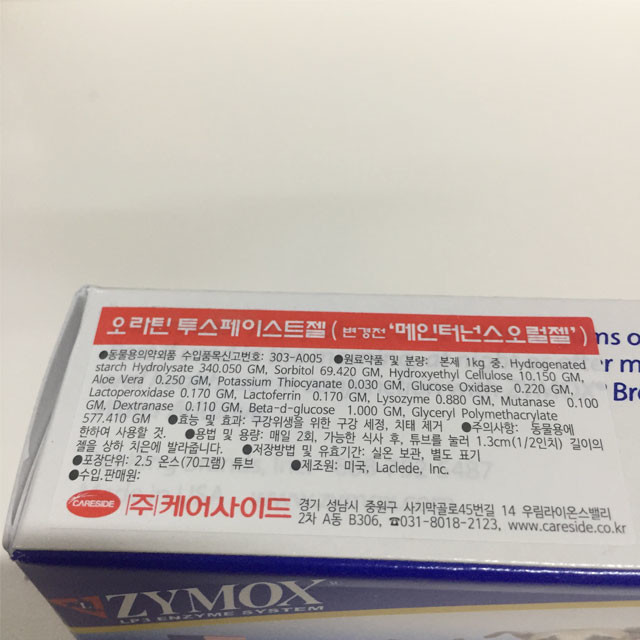 오라틴 투스페이스트젤 ( 변경전 '메인터넌스오럴젤' )
●동물용의약외품 수입품목신고번호: 303-A005 ●원료약품 및 분량: 본제 1kg 중, Hydrogenated
starch Hydrolysate 340.050 GM, Sorbitol 69.420 GM, Hydroxyethyl Cellulose 10.150 GM,
Aloe Vera 0.250 GM, Potassium Thiocyanate 0.030 GM, Glucose Oxidase 0.220 GM,
Lactoperoxidase 0.170 GM, Lactoferrin 0.170 GM, Lysozyme 0.880 GM, Mutanase 0.100
GM, Dextranase 0.110 GM, Beta-d-glucose 1.000 GM, Glyceryl Polymethacrylate
577.410 GM ●효능 및 효과: 구강위생을 위한 구강 세정, 치태 제거 ●주의사항: 동물용에
한하여 사용할 것. ●용법 및 용량: 매일 2회, 가능한 식사 후, 튜브를 눌러 1.3cm(1/2인치) 길이의
젤을 상하 치은에 발라줍니다. ●저장방법 및 유효기간: 실온 보관, 별도 표기
●포장단위: 2.5 온스(70그램) 튜브 ●제조원: 미국, Laclede, Inc.
●수입.판매원:
CARESIDE (주)케어사이드 경기 성남시 중원구 사기막골로45번길 14 우림라이온스밸리
2차 A동 B306, ☎031-8018-2123, www.careside.co.kr
ms o
er m
Bre
487
ZYMOX
LP3 ENZYME SYSTEM